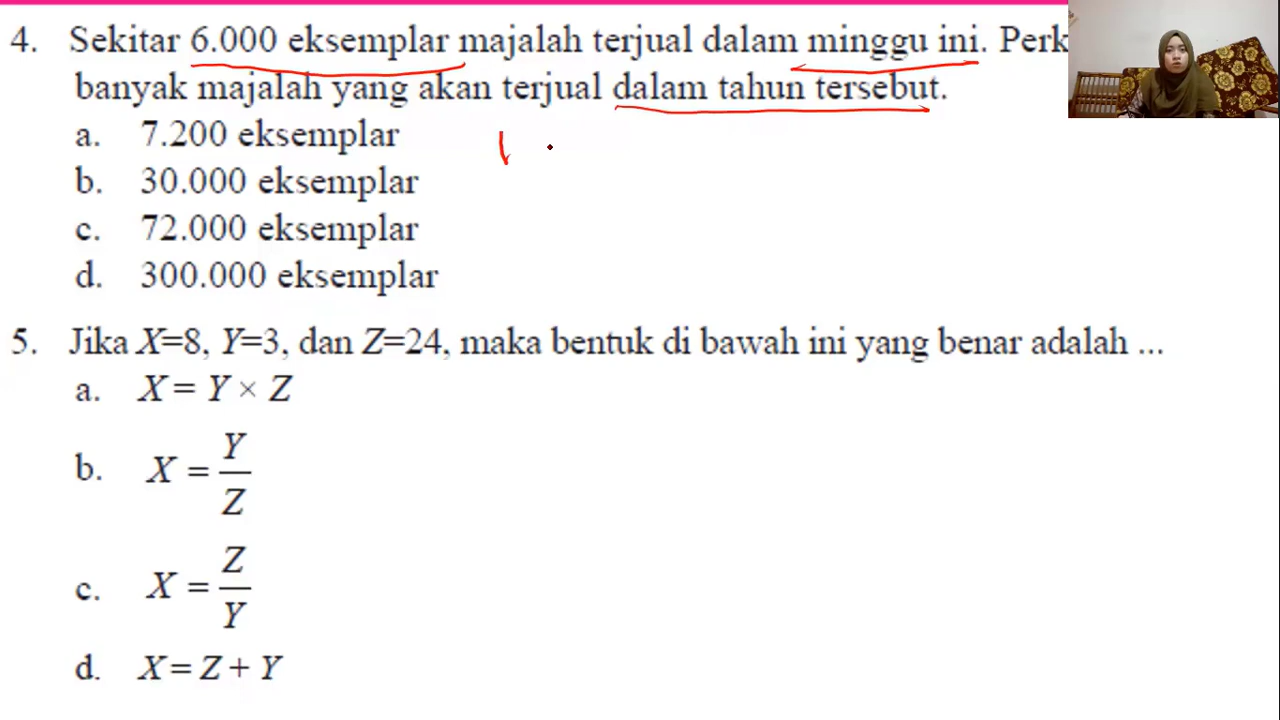 4. Sekitar 6.000 eksemplar majalah terjual dalam minggu ini. Perk
banyak majalah yang akan terjual dalam tahun tersebut.
a. 7.200 eksemplar
b. 30.000 eksemplar
c. 72.000 eksemplar
d. 300.000 eksemplar
5. Jika X=8, Y=3, dan Z=24, maka bentuk di bawah ini yang benar adalah ...
a. X = Y × Z
b. X = Y/Z
c. X = Z/Y
d. X = Z + Y